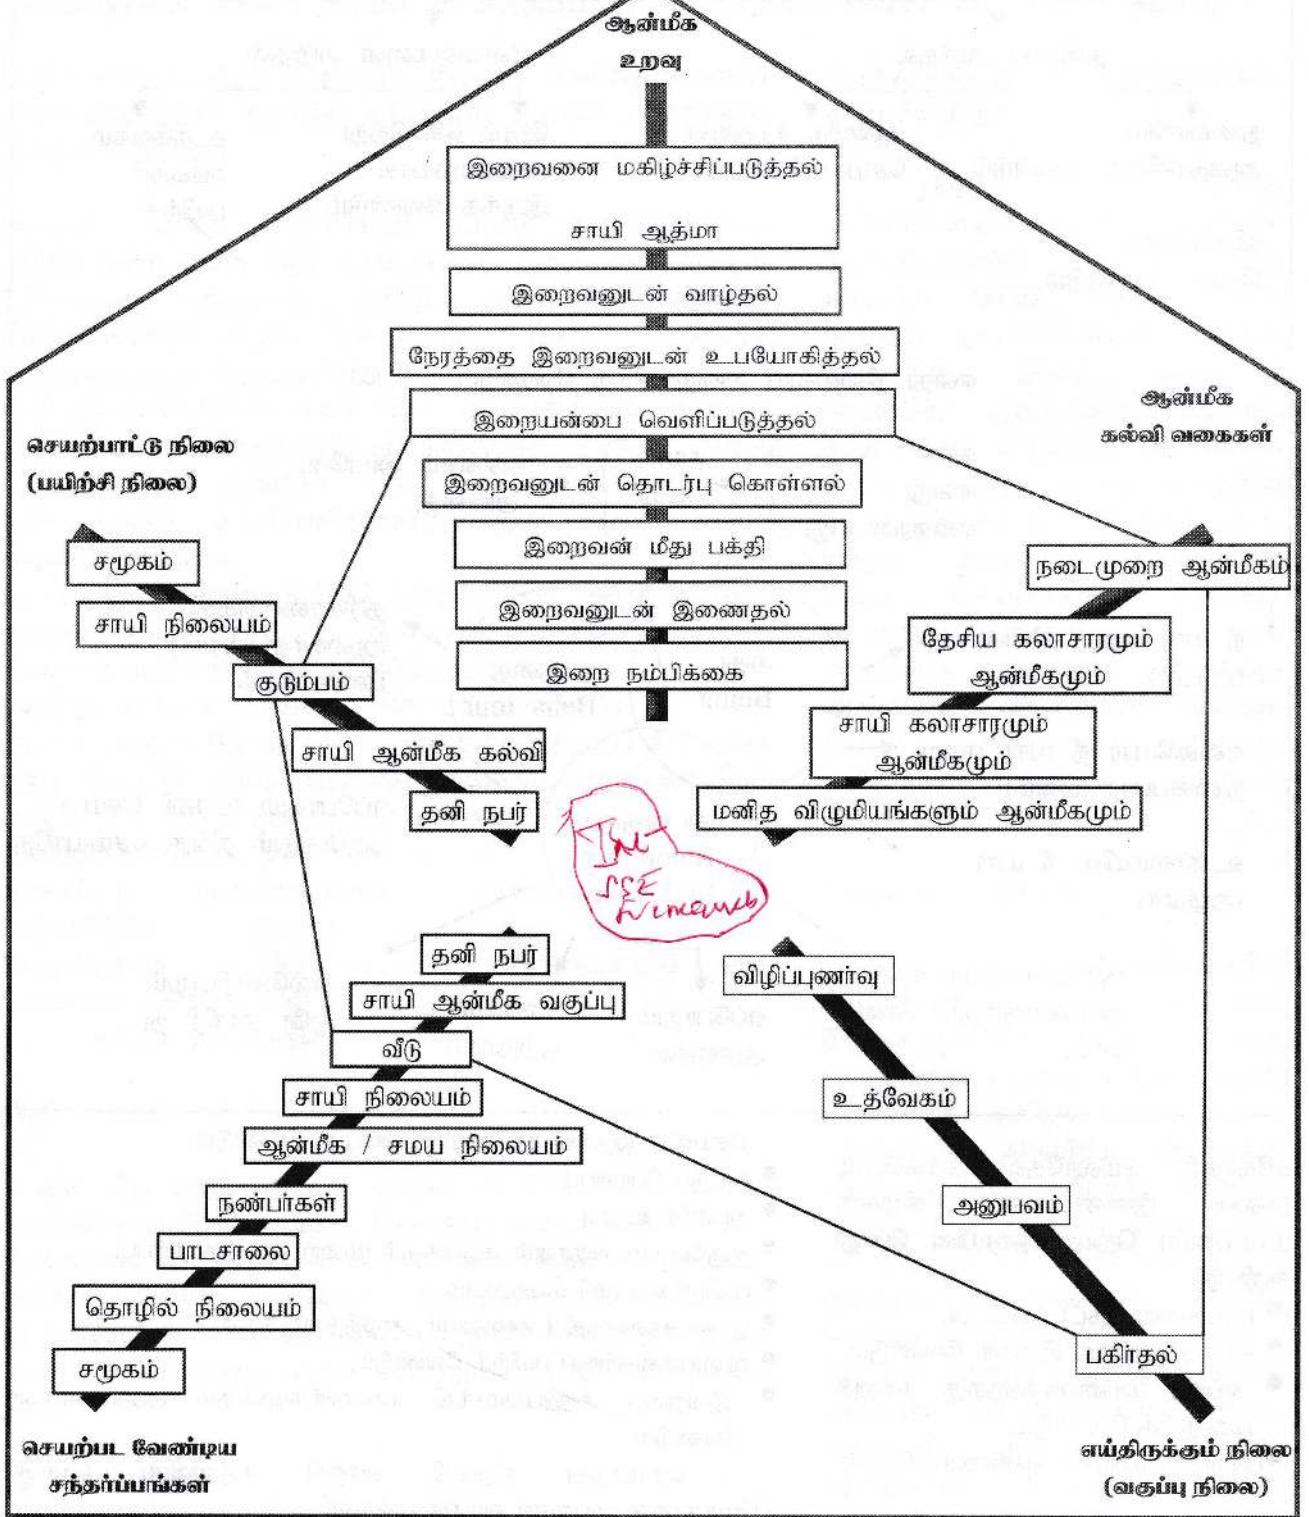 ஆன்மீக
உறவு
இறைவனை மகிழ்ச்சிப்படுத்தல்
சாயி ஆத்மா
இறைவனுடன் வாழ்தல்
நேரத்தை இறைவனுடன் உபயோகித்தல்
இறையன்பை வெளிப்படுத்தல்
இறைவனுடன் தொடர்பு கொள்ளல்
இறைவன் மீது பக்தி
இறைவனுடன் இணைதல்
இறை நம்பிக்கை
செயற்பாட்டு நிலை
(பயிற்சி நிலை)
சமூகம்
சாயி நிலையம்
குடும்பம்
சாயி ஆன்மீக கல்வி
தனி நபர்
ஆன்மீக
கல்வி வகைகள்
நடைமுறை ஆன்மீகம்
தேசிய கலாசாரமும்
ஆன்மீகமும்
சாயி கலாசாரமும்
ஆன்மீகமும்
மனித விழுமியங்களும் ஆன்மீகமும்
SSE
தனி நபர்
சாயி ஆன்மீக வகுப்பு
வீடு
சாயி நிலையம்
ஆன்மீக / சமய நிலையம்
நண்பர்கள்
பாடசாலை
தொழில் நிலையம்
சமூகம்
செயற்பட வேண்டிய
சந்தர்ப்பங்கள்
விழிப்புணர்வு
உத்வேகம்
அனுபவம்
பகிர்தல்
எய்திருக்கும் நிலை
(வகுப்பு நிலை)